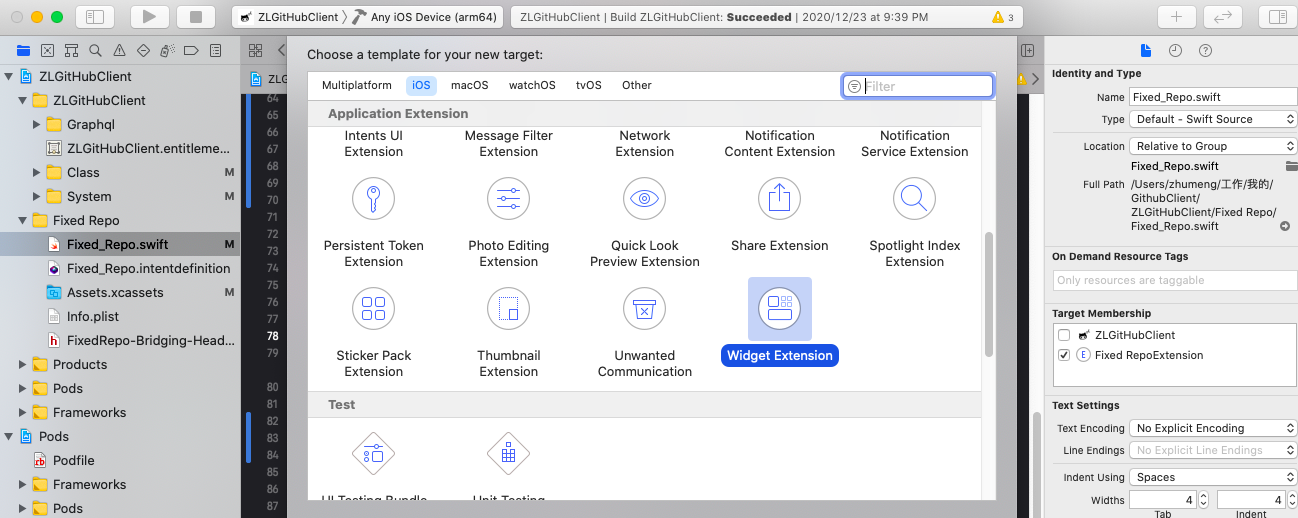 ZLGitHubClient
Any iOS Device (arm64)
ZLGitHubClient | Build ZLGitHubClient: Succeeded | 2020/12/23 at 9:39 PM
3
ZLGitHubClient
ZLGitHubClient
Graphql
ZLGitHubClient.entitleme...
Class M
System M
Fixed Repo
Fixed_Repo.swift M
Fixed_Repo.intentdefinition
Assets.xcassets M
Info.plist
FixedRepo-Bridging-Head...
Products
Pods
Frameworks
Pods
Podfile
Frameworks
Pods
ZLG
64
65
66
67
68
69
70
71
72
73
74
75
76
77
78
79
80
81
82
83
84
85
86
87
Choose a template for your new target:
Multiplatform iOS macOS watchOS tvOS Other
Filter
Application Extension
Intents UI Extension
Message Filter Extension
Network Extension
Notification Content Extension
Notification Service Extension
Persistent Token Extension
Photo Editing Extension
Quick Look Preview Extension
Share Extension
Spotlight Index Extension
Sticker Pack Extension
Thumbnail Extension
Unwanted Communication
Widget Extension
Test
UI Testing Bundle
Unit Testing
Identity and Type
Name Fixed_Repo.swift
Type Default - Swift Source
Location Relative to Group
Fixed_Repo.swift
Full Path /Users/zhumeng/工作/我的/
GithubClient/
ZLGitHubClient/Fixed Repo/
Fixed_Repo.swift
On Demand Resource Tags
Only resources are taggable
Target Membership
ZLGitHubClient
E Fixed RepoExtension
Text Settings
Text Encoding No Explicit Encoding
Line Endings No Explicit Line Endings
Indent Using Spaces
Widths 4 4
Tab Indent